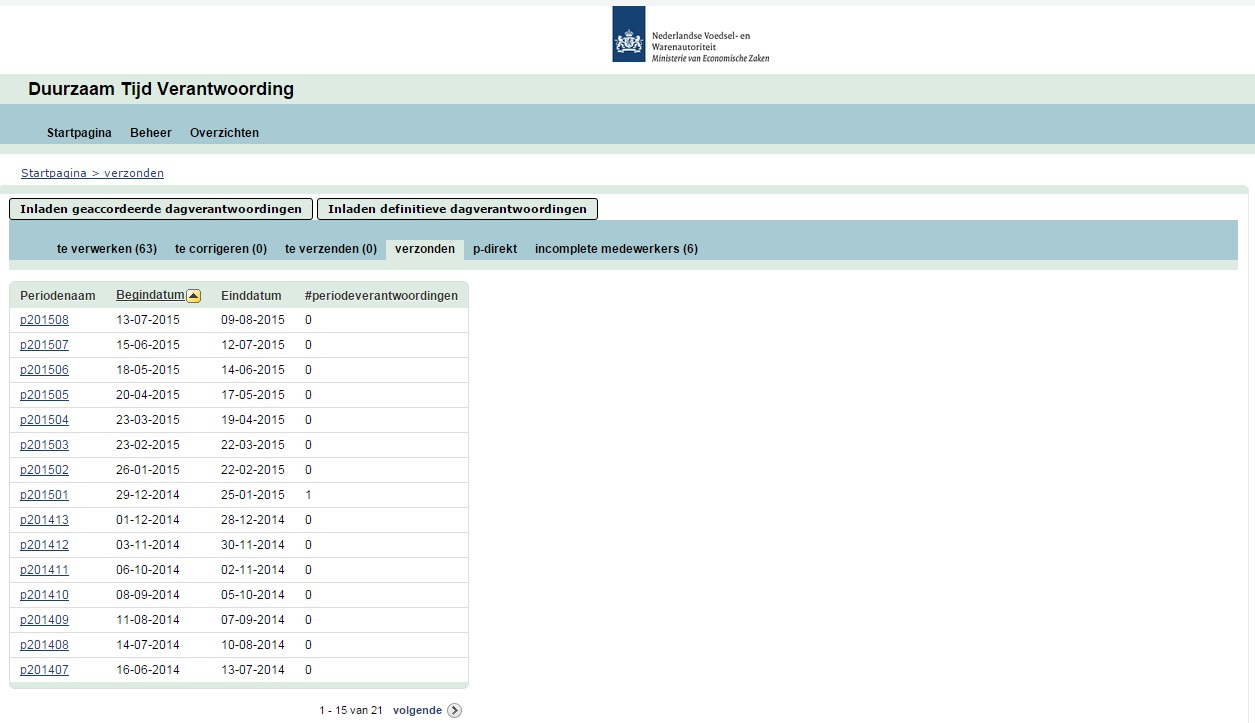 Nederlandse Voedsel- en
Warenautoriteit
Ministerie van Economische Zaken
Duurzaam Tijd Verantwoording
Startpagina Beheer Overzichten
Startpagina > verzonden
Inladen geaccordeerde dagverantwoordingen Inladen definitieve dagverantwoordingen
te verwerken (63) te corrigeren (0) te verzenden (0) verzonden p-direkt incomplete medewerkers (6)
Periodenaam Begindatum Einddatum #periodeverantwoordingen
p201508 13-07-2015 09-08-2015 0
p201507 15-06-2015 12-07-2015 0
p201506 18-05-2015 14-06-2015 0
p201505 20-04-2015 17-05-2015 0
p201504 23-03-2015 19-04-2015 0
p201503 23-02-2015 22-03-2015 0
p201502 26-01-2015 22-02-2015 0
p201501 29-12-2014 25-01-2015 1
p201413 01-12-2014 28-12-2014 0
p201412 03-11-2014 30-11-2014 0
p201411 06-10-2014 02-11-2014 0
p201410 08-09-2014 05-10-2014 0
p201409 11-08-2014 07-09-2014 0
p201408 14-07-2014 10-08-2014 0
p201407 16-06-2014 13-07-2014 0
1 - 15 van 21 volgende